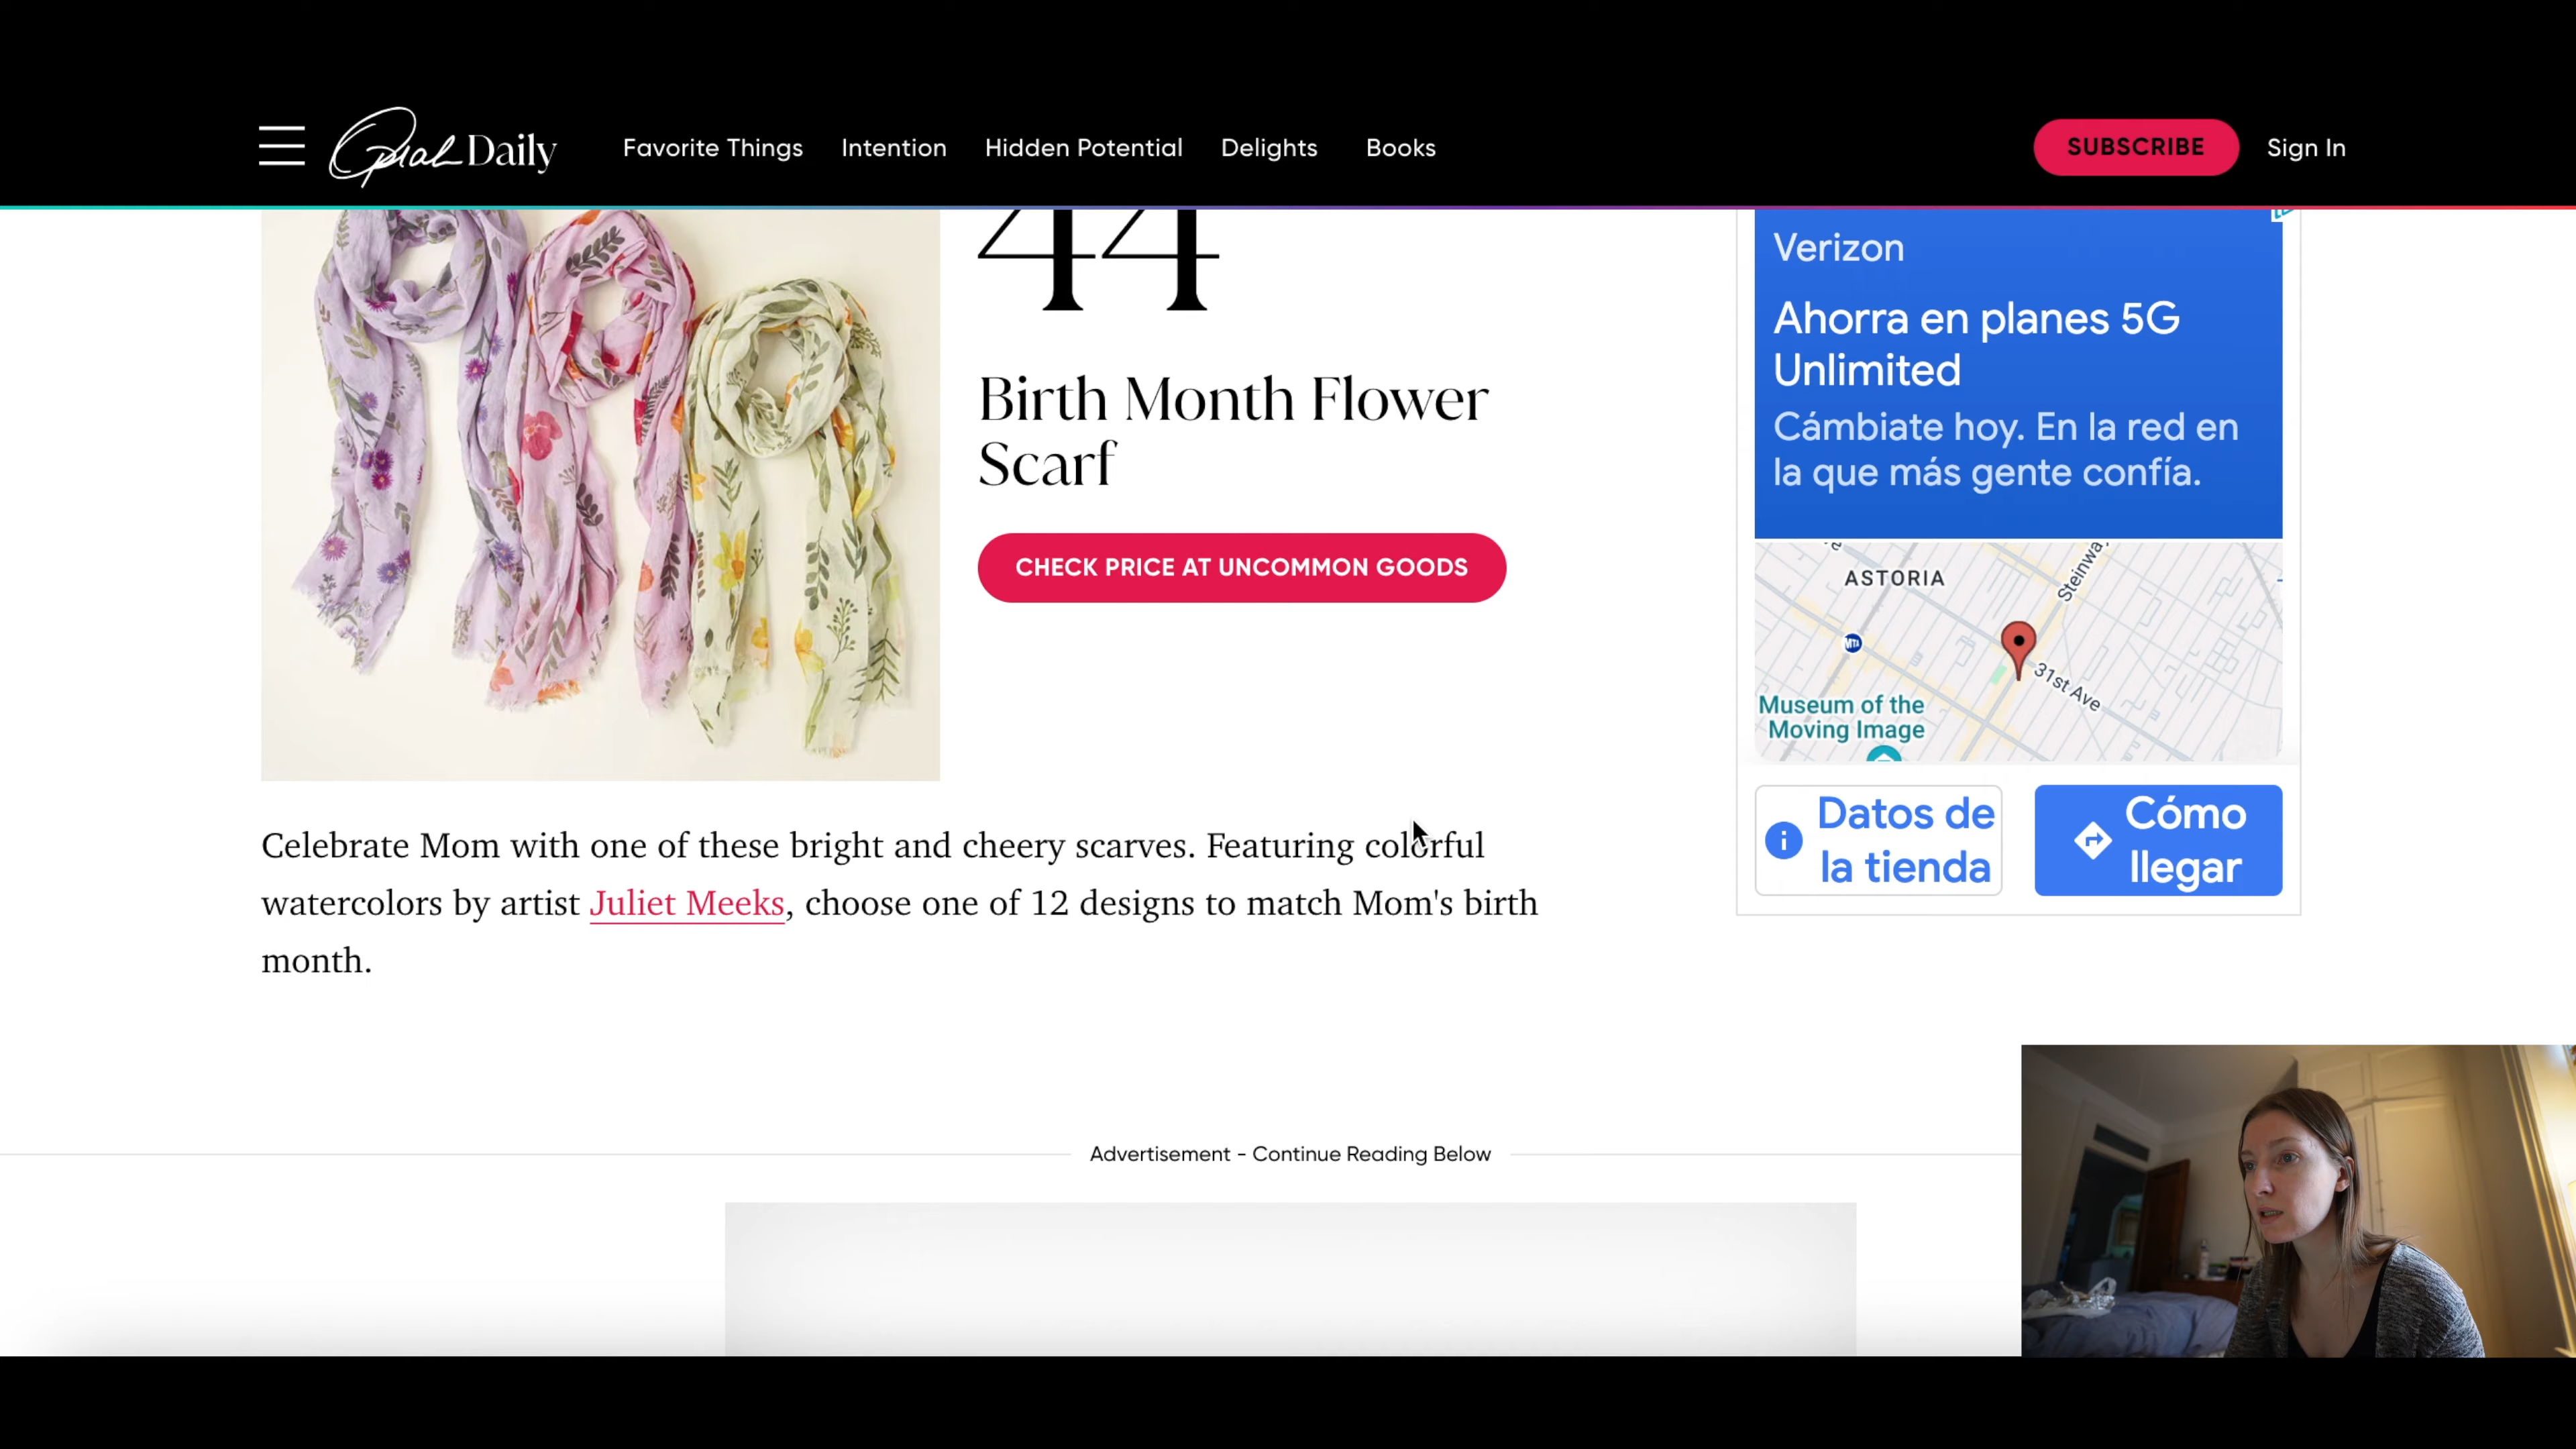 Oprah Daily
Favorite Things
Intention
Hidden Potential
Delights
Books
SUBSCRIBE
Sign In
44
Birth Month Flower
Scarf
CHECK PRICE AT UNCOMMON GOODS
Celebrate Mom with one of these bright and cheery scarves. Featuring colorful
watercolors by artist Juliet Meeks, choose one of 12 designs to match Mom's birth
month.
Verizon
Ahorra en planes 5G
Unlimited
Cámbiate hoy. En la red en
la que más gente confía.
ASTORIA
31st Ave
MTA
Museum of the
Moving Image
Datos de
la tienda
Cómo
llegar
Advertisement - Continue Reading Below